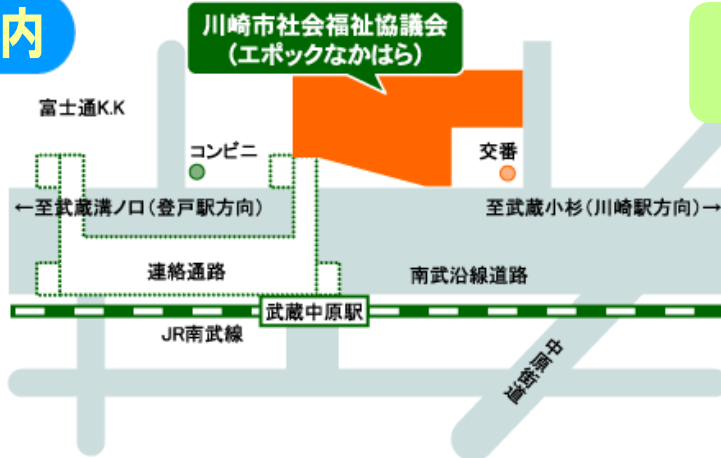 内
川崎市社会福祉協議会
(エポックなかはら)
富士通K.K
コンビニ
交番
←至武蔵溝ノ口(登戸駅方向)
至武蔵小杉(川崎駅方向)→
連絡通路
南武沿線道路
武蔵中原駅
JR南武線
中原街道